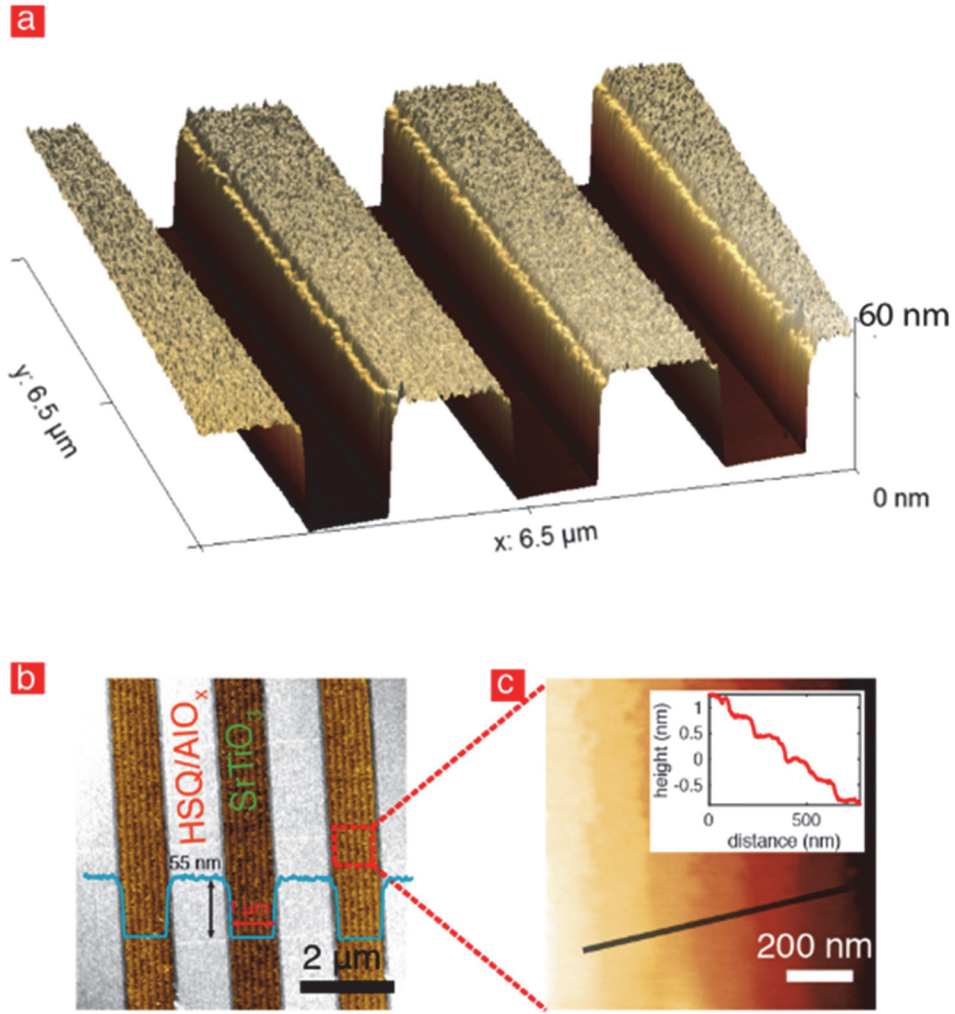 a
60 nm
0 nm
y: 6.5 µm
x: 6.5 µm
b
HSQ/AlOₓ
SrTiO₃
55 nm
1 µm
2 µm
c
height (nm)
1
0.5
0
-0.5
0
500
distance (nm)
200 nm